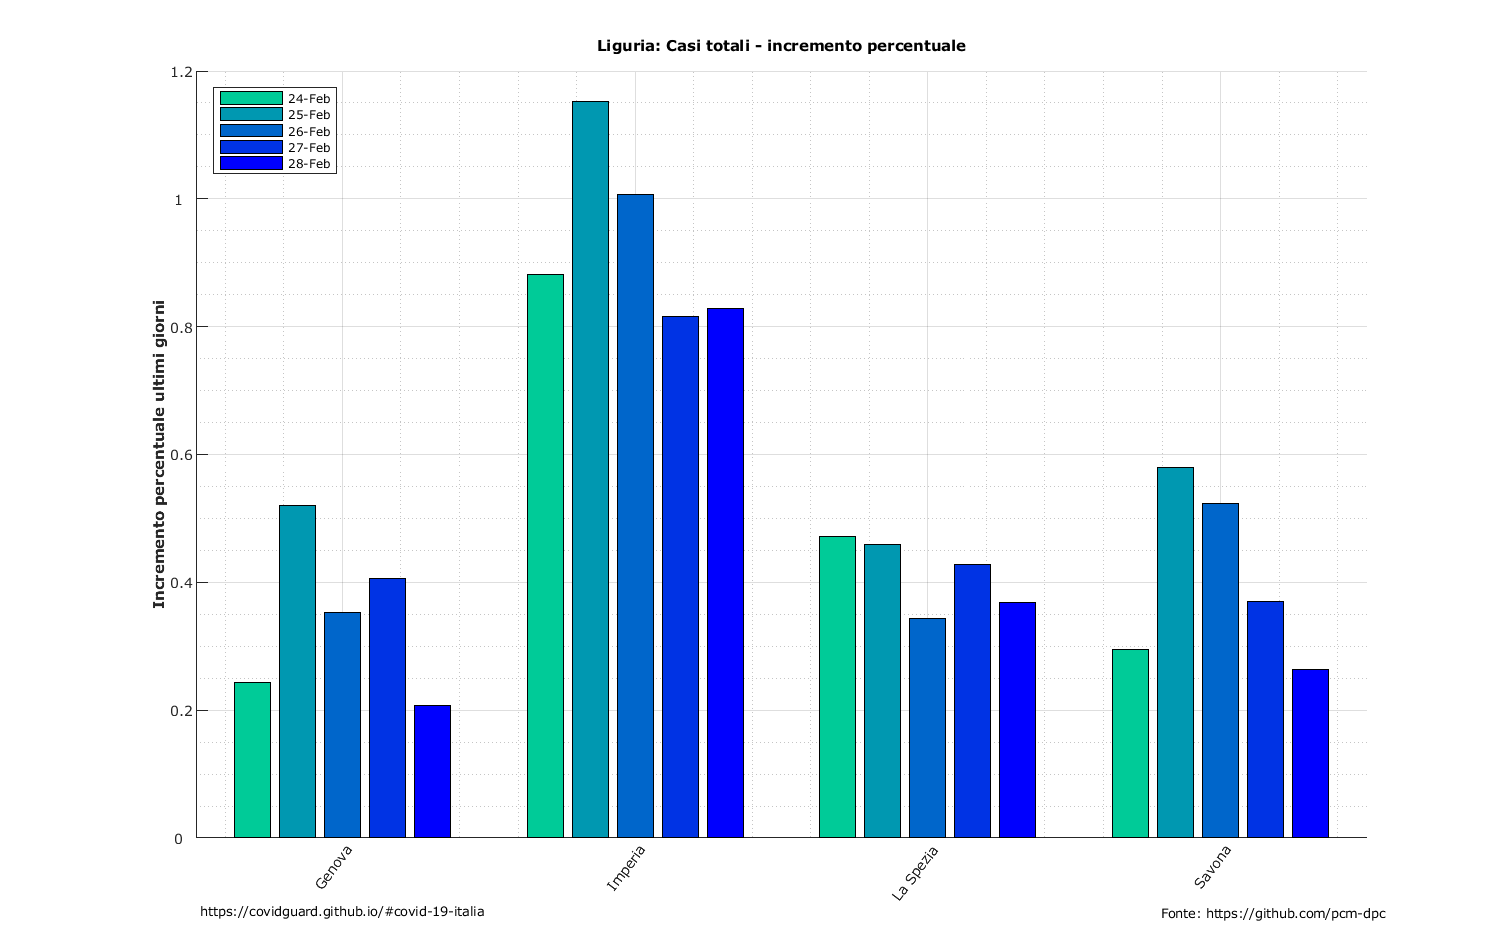 Liguria: Casi totali - incremento percentuale
24-Feb
25-Feb
26-Feb
27-Feb
28-Feb
Incremento percentuale ultimi giorni
1.2
1
0.8
0.6
0.4
0.2
0
Genova
Imperia
La Spezia
Savona
https://covidguard.github.io/#covid-19-italia
Fonte: https://github.com/pcm-dpc